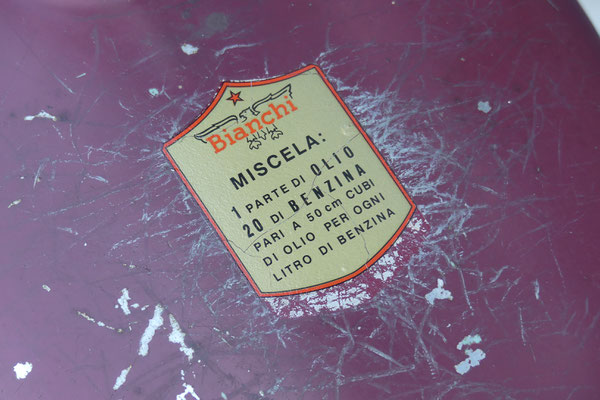 Bianchi
MISCELA:
1 PARTE DI OLIO
20 DI BENZINA
PARI A 50 cm CUBI
DI OLIO PER OGNI
LITRO DI BENZINA